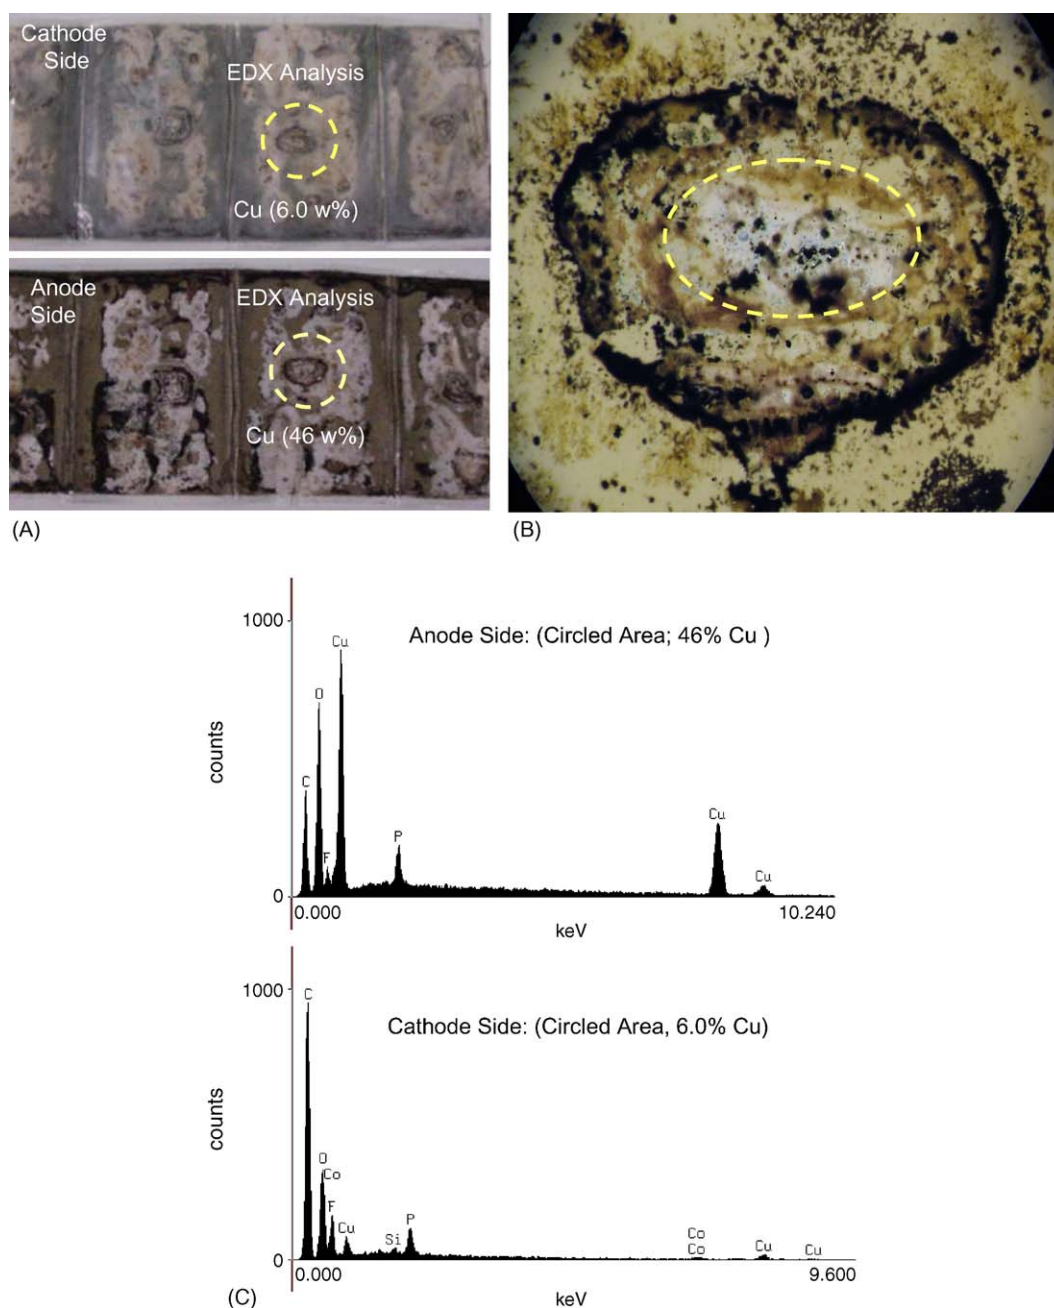 Cathode
Side
EDX Analysis
Cu (6.0 w%)
Anode
Side
EDX Analysis
Cu (46 w%)
(A)
(B)
1000
Anode Side: (Circled Area; 46% Cu )
Cu
O
C
F
P
Cu
Cu
counts
0
0.000
10.240
keV
1000
C
Cathode Side: (Circled Area, 6.0% Cu)
O
Co
F
Cu
Si
P
Co
Co
Cu
Cu
counts
0
0.000
9.600
keV
(C)